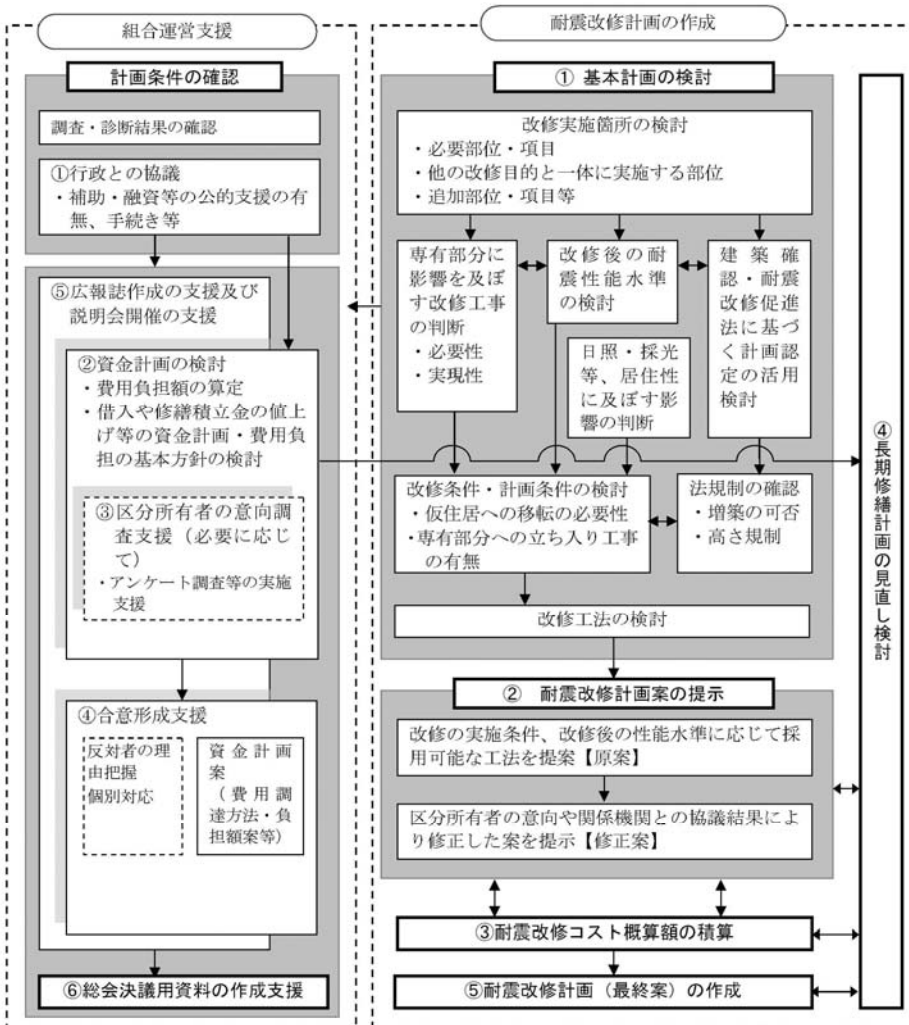 組合運営支援
計画条件の確認
調査・診断結果の確認
①行政との協議
・補助・融資等の公的支援の有
無、手続き等
⑤広報誌作成の支援及び
説明会開催の支援
②資金計画の検討
・費用負担額の算定
・借入や修繕積立金の値上
げ等の資金計画・費用負
担の基本方針の検討
③区分所有者の意向調
査支援（必要に応じ
て）
・アンケート調査等の実施
支援
④合意形成支援
反対者の理
由把握
個別対応
資金計画
案
（費用調
達方法・負
担額案等）
⑥総会決議用資料の作成支援
耐震改修計画の作成
① 基本計画の検討
改修実施箇所の検討
・必要部位・項目
・他の改修目的と一体に実施する部位
・追加部位・項目等
専有部分に
影響を及ぼ
す改修工事
の判断
・必要性
・実現性
改修後の耐
震性能水準
の検討
日照・採光
等、居住性
に及ぼす影
響の判断
建築確
認・耐震
改修促進
法に基づ
く計画認
定の活用
検討
改修条件・計画条件の検討
・仮住居への移転の必要性
・専有部分への立ち入り工事
の有無
法規制の確認
・増築の可否
・高さ規制
改修工法の検討
② 耐震改修計画案の提示
改修の実施条件、改修後の性能水準に応じて採
用可能な工法を提案【原案】
区分所有者の意向や関係機関との協議結果によ
り修正した案を提示【修正案】
③耐震改修コスト概算額の積算
⑤耐震改修計画（最終案）の作成
④長期修繕計画の見直し検討